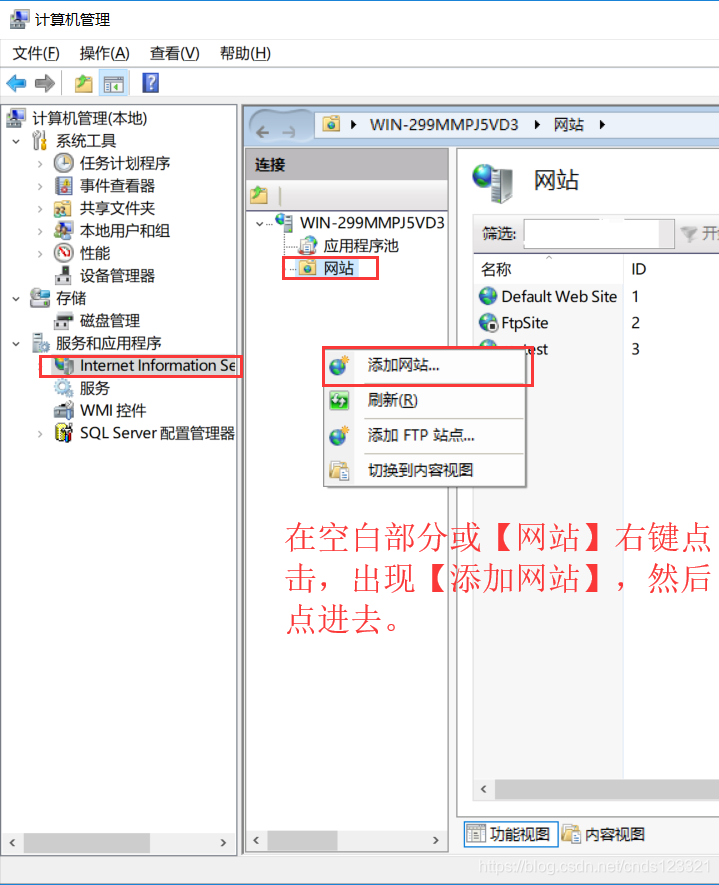 计算机管理
文件(F) 操作(A) 查看(V) 帮助(H)
计算机管理(本地)
系统工具
任务计划程序
事件查看器
共享文件夹
本地用户和组
性能
设备管理器
存储
磁盘管理
服务和应用程序
Internet Information Se
服务
WMI 控件
SQL Server 配置管理器
WIN-299MMPJ5VD3 网站
连接
WIN-299MMPJ5VD3
应用程序池
网站
网站
筛选: 开
名称 ID
Default Web Site 1
FtpSite 2
est 3
添加网站...
刷新(R)
添加 FTP 站点...
切换到内容视图
在空白部分或【网站】右键点
击，出现【添加网站】，然后
点进去。
功能视图 内容视图
https://blog.csdn.net/cnds123321